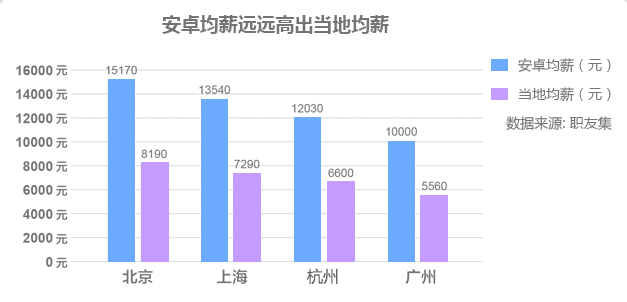 安卓均薪远远高出当地均薪
16000 元
14000 元
12000 元
10000 元
8000 元
6000 元
4000 元
2000 元
0 元
15170
8190
13540
7290
12030
6600
10000
5560
北京
上海
杭州
广州
安卓均薪（元）
当地均薪（元）
数据来源: 职友集